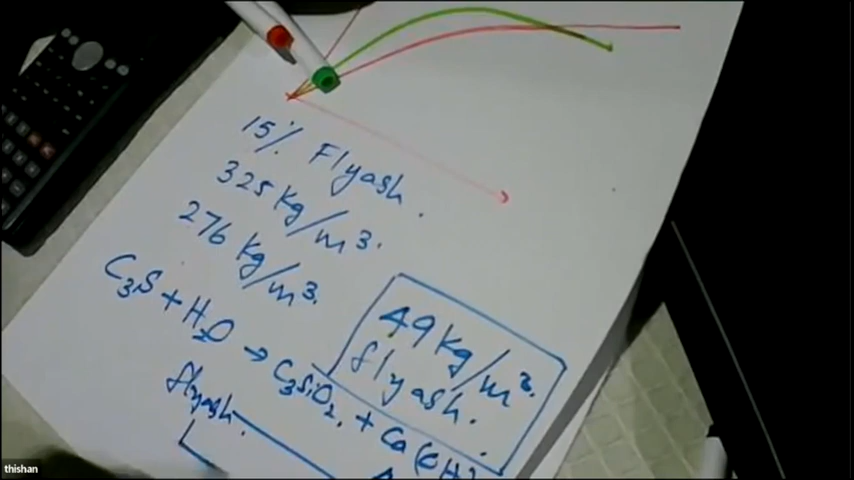 15% Flyash.
325 Kg/m3.
276 Kg/m3.
49 Kg/m3.
flyash.
C3S + H2O → C3SiO2. + Ca(OH)
flyash.
thishan